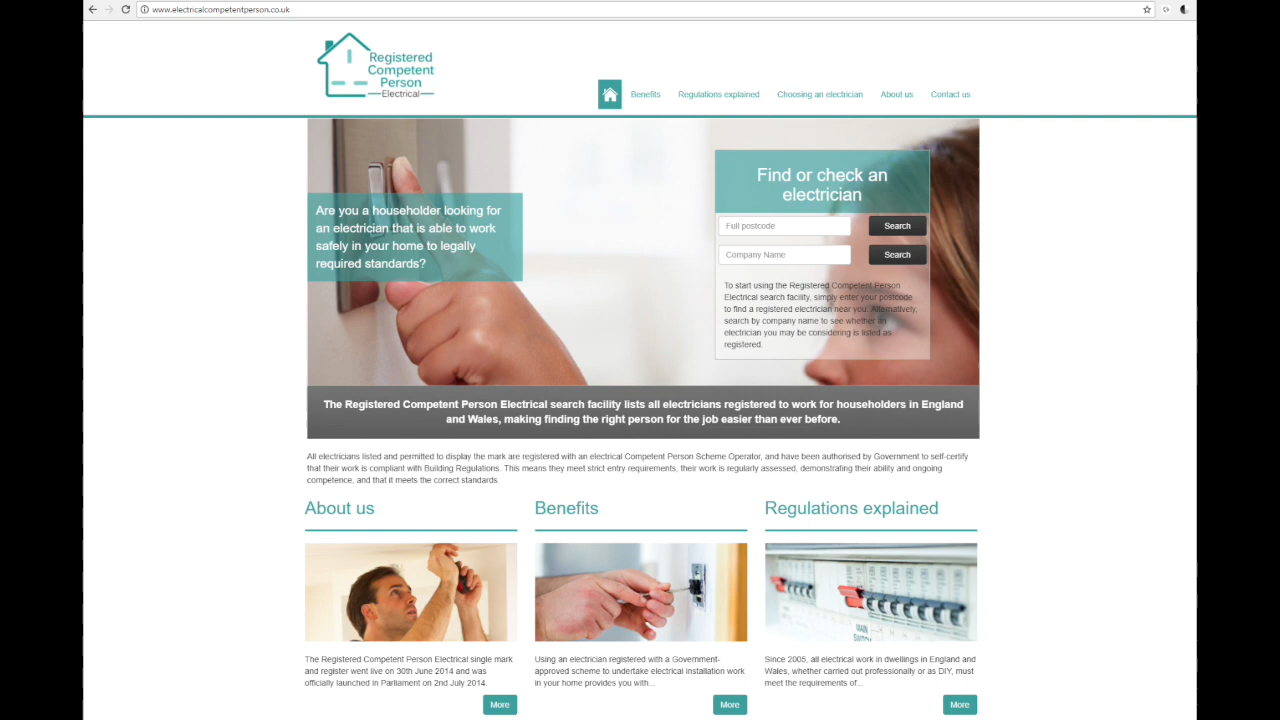 www.electricalcompetentperson.co.uk
Registered
Competent
Person
Electrical
Benefits
Regulations explained
Choosing an electrician
About us
Contact us
Are you a householder looking for
an electrician that is able to work
safely in your home to legally
required standards?
Find or check an
electrician
Full postcode
Search
Company Name
Search
To start using the Registered Competent Person
Electrical search facility, simply enter your postcode
to find a registered electrician near you. Alternatively,
search by company name to see whether an
electrician you may be considering is listed as
registered.
The Registered Competent Person Electrical search facility lists all electricians registered to work for householders in England
and Wales, making finding the right person for the job easier than ever before.
All electricians listed and permitted to display the mark are registered with an electrical Competent Person Scheme Operator, and have been authorised by Government to self-certify
that their work is compliant with Building Regulations. This means they meet strict entry requirements, their work is regularly assessed, demonstrating their ability and ongoing
competence, and that it meets the correct standards.
About us
The Registered Competent Person Electrical single mark
and register went live on 30th June 2014 and was
officially launched in Parliament on 2nd July 2014.
More
Benefits
Using an electrician registered with a Government-
approved scheme to undertake electrical installation work
in your home provides you with...
More
Regulations explained
MAIN
SWITCH
Since 2005, all electrical work in dwellings in England and
Wales, whether carried out professionally or as DIY, must
meet the requirements of...
More